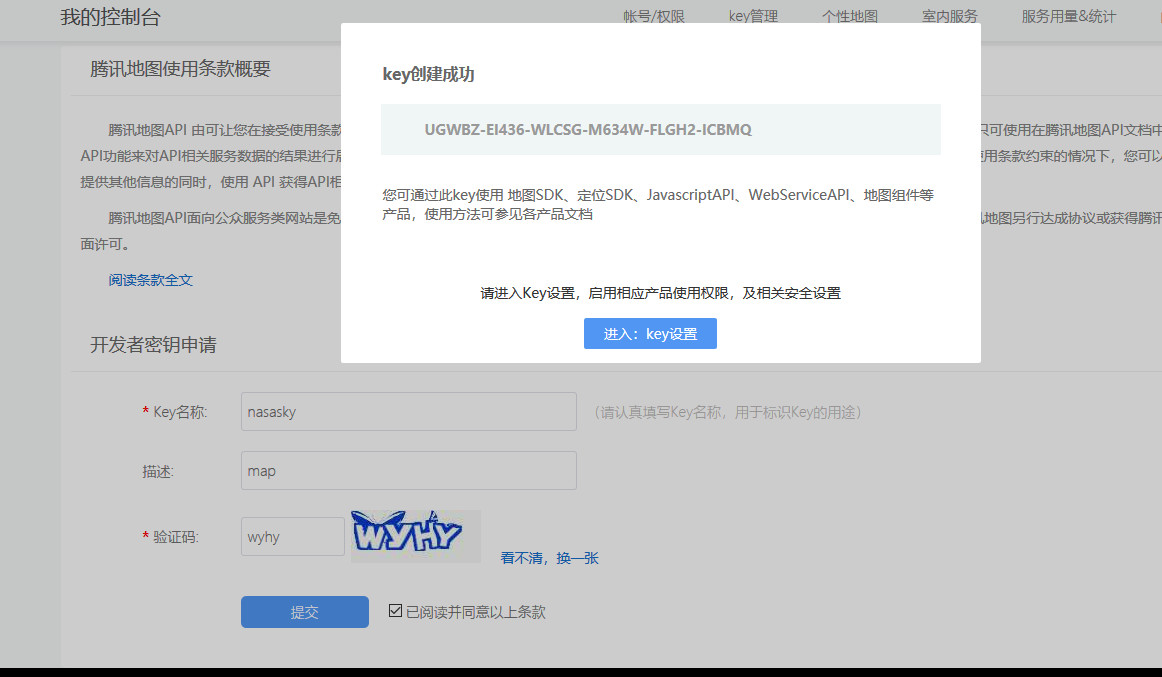 我的控制台
帐号/权限 key管理 个性地图 室内服务 服务用量&统计
腾讯地图使用条款概要
key创建成功
UGWBZ-EI436-WLCSG-M634W-FLGH2-ICBMQ
腾讯地图API 由可让您在接受使用条款 只可使用在腾讯地图API文档中
API功能来对API相关服务数据的结果进行 使用条款约束的情况下，您可以
提供其他信息的同时，使用 API 获得API相
您可通过此key使用 地图SDK、定位SDK、JavascriptAPI、WebServiceAPI、地图组件等
产品，使用方法可参见各产品文档
腾讯地图API面向公众服务类网站是免 地图另行达成协议或获得腾讯
面许可。
阅读条款全文
请进入Key设置，启用相应产品使用权限，及相关安全设置
进入：key设置
开发者密钥申请
* Key名称: nasasky （请认真填写Key名称，用于标识Key的用途）
描述: map
* 验证码: wyhy WYHY 看不清，换一张
提交 已阅读并同意以上条款